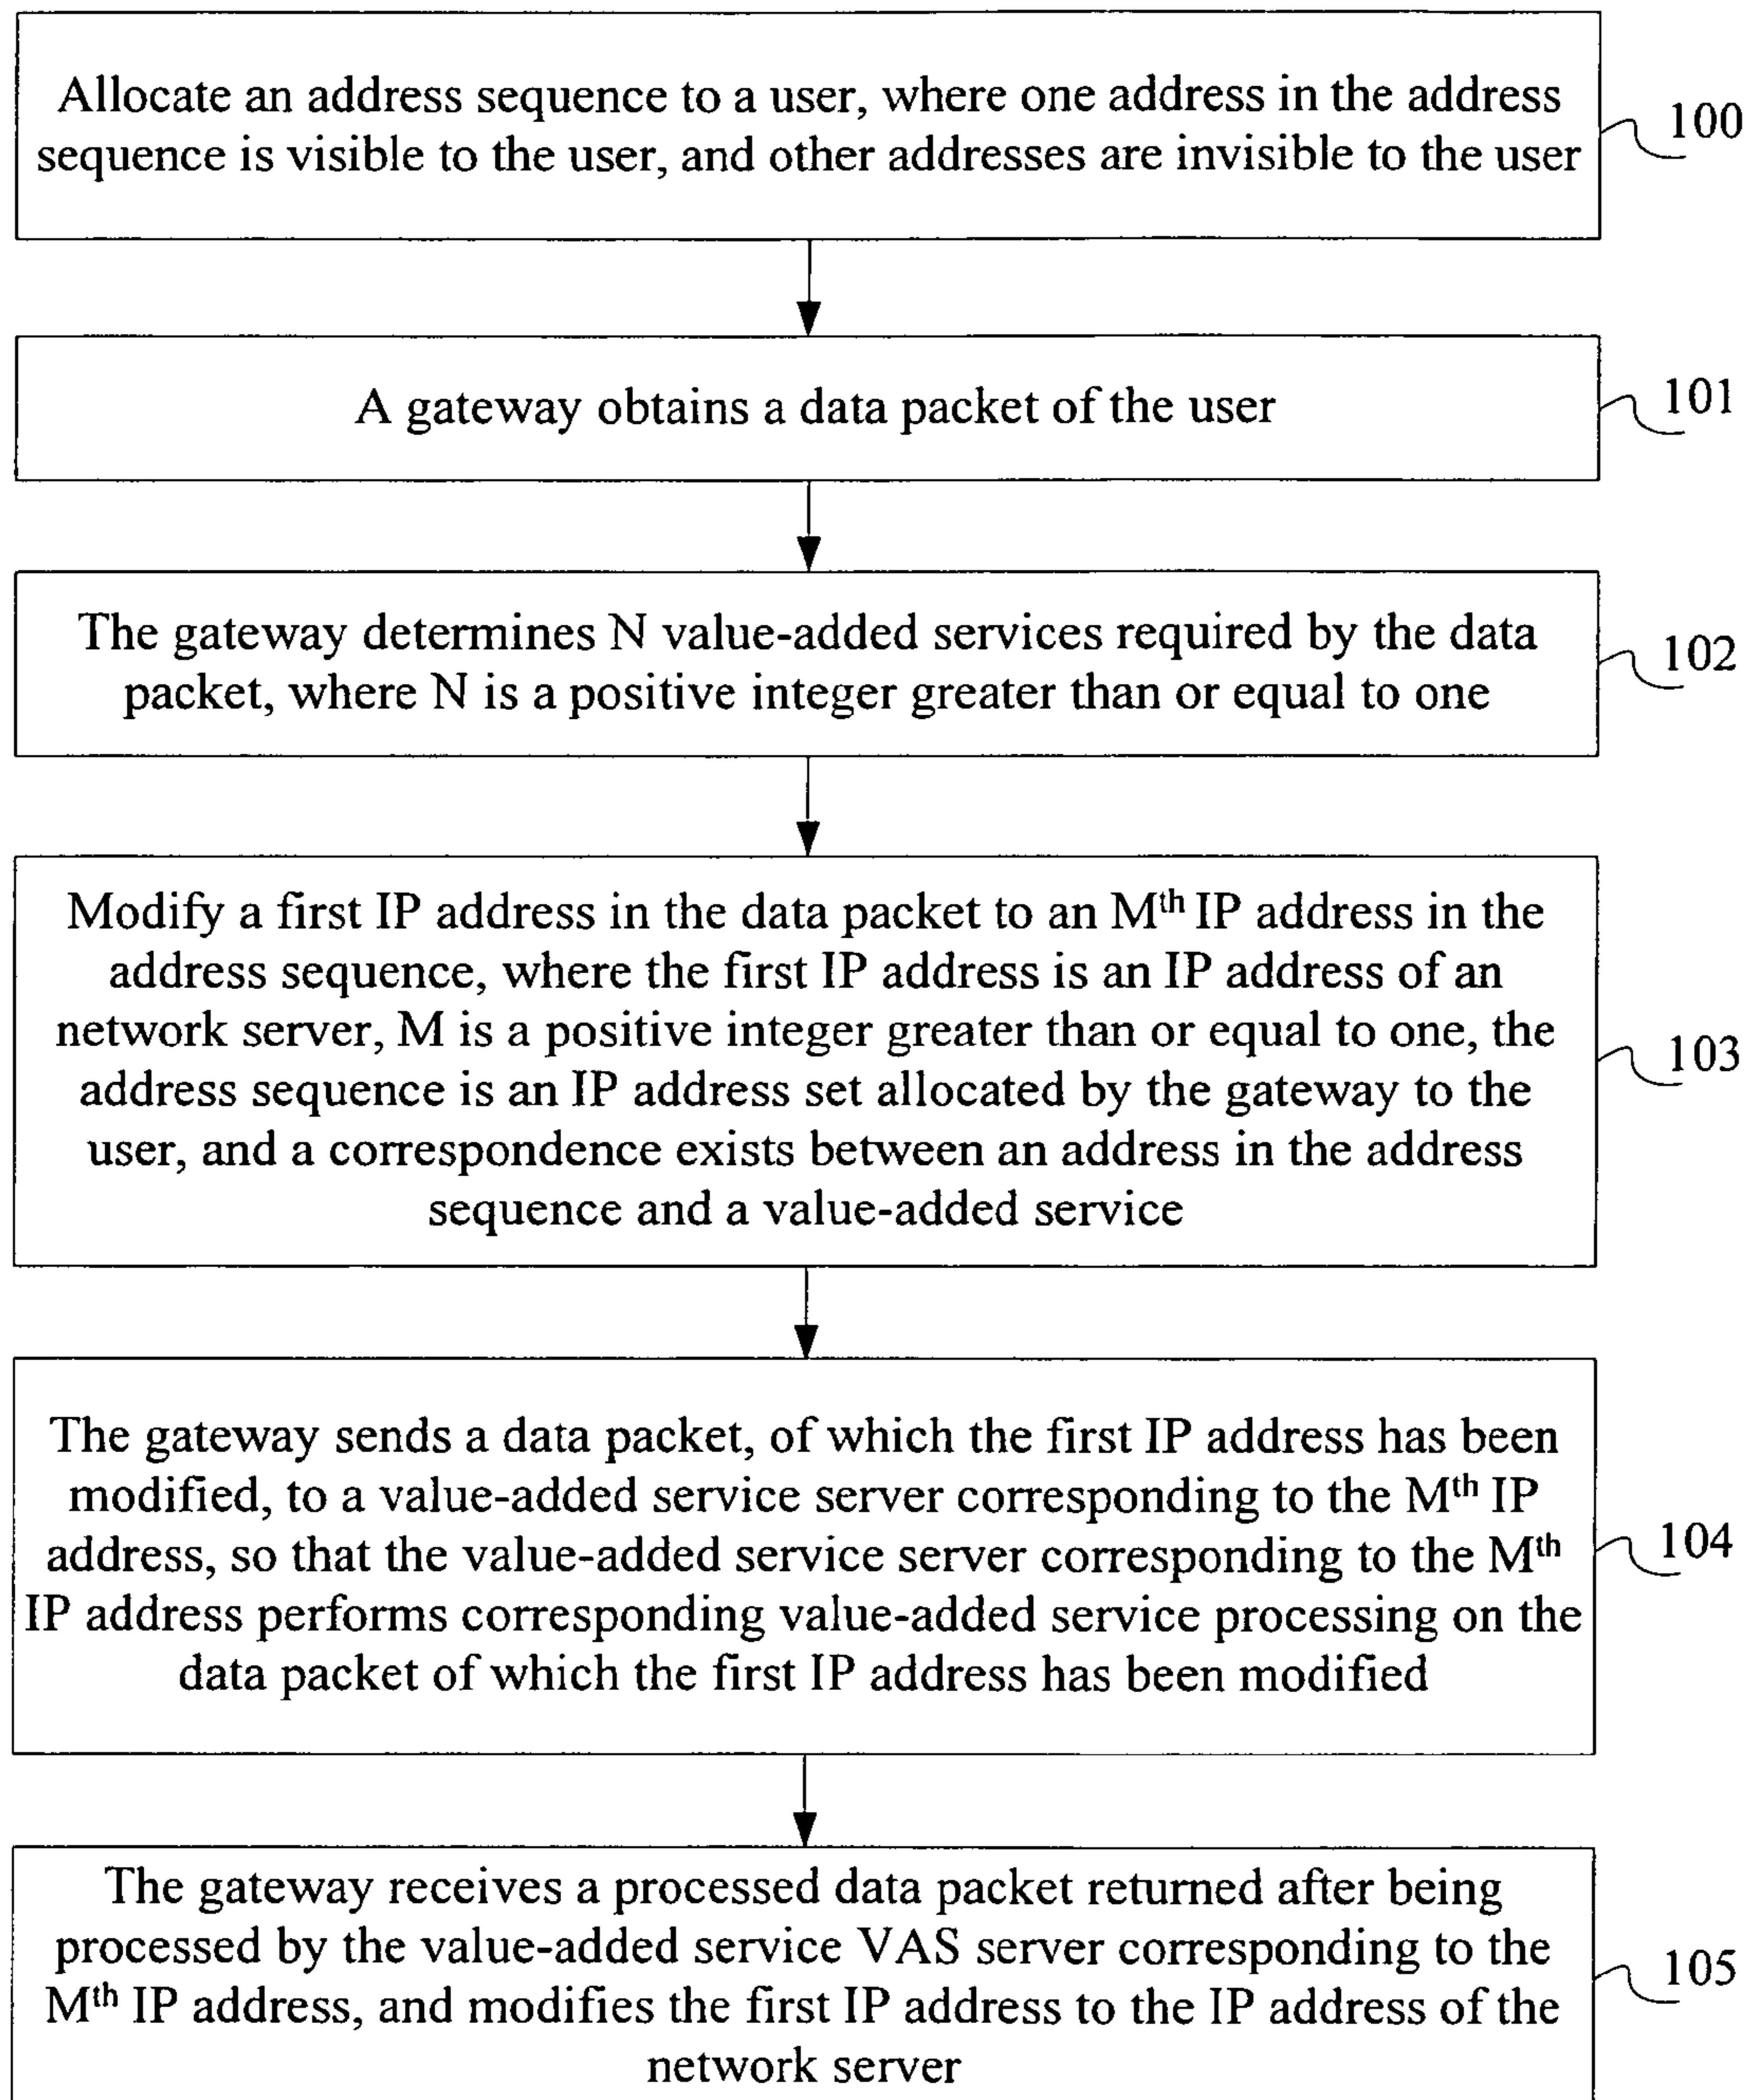 Allocate an address sequence to a user, where one address in the address
sequence is visible to the user, and other addresses are invisible to the user
100
A gateway obtains a data packet of the user
101
The gateway determines N value-added services required by the data
packet, where N is a positive integer greater than or equal to one
102
Modify a first IP address in the data packet to an Mth IP address in the
address sequence, where the first IP address is an IP address of an
network server, M is a positive integer greater than or equal to one, the
address sequence is an IP address set allocated by the gateway to the
user, and a correspondence exists between an address in the address
sequence and a value-added service
103
The gateway sends a data packet, of which the first IP address has been
modified, to a value-added service server corresponding to the Mth IP
address, so that the value-added service server corresponding to the Mth
IP address performs corresponding value-added service processing on the
data packet of which the first IP address has been modified
104
The gateway receives a processed data packet returned after being
processed by the value-added service VAS server corresponding to the
Mth IP address, and modifies the first IP address to the IP address of the
network server
105